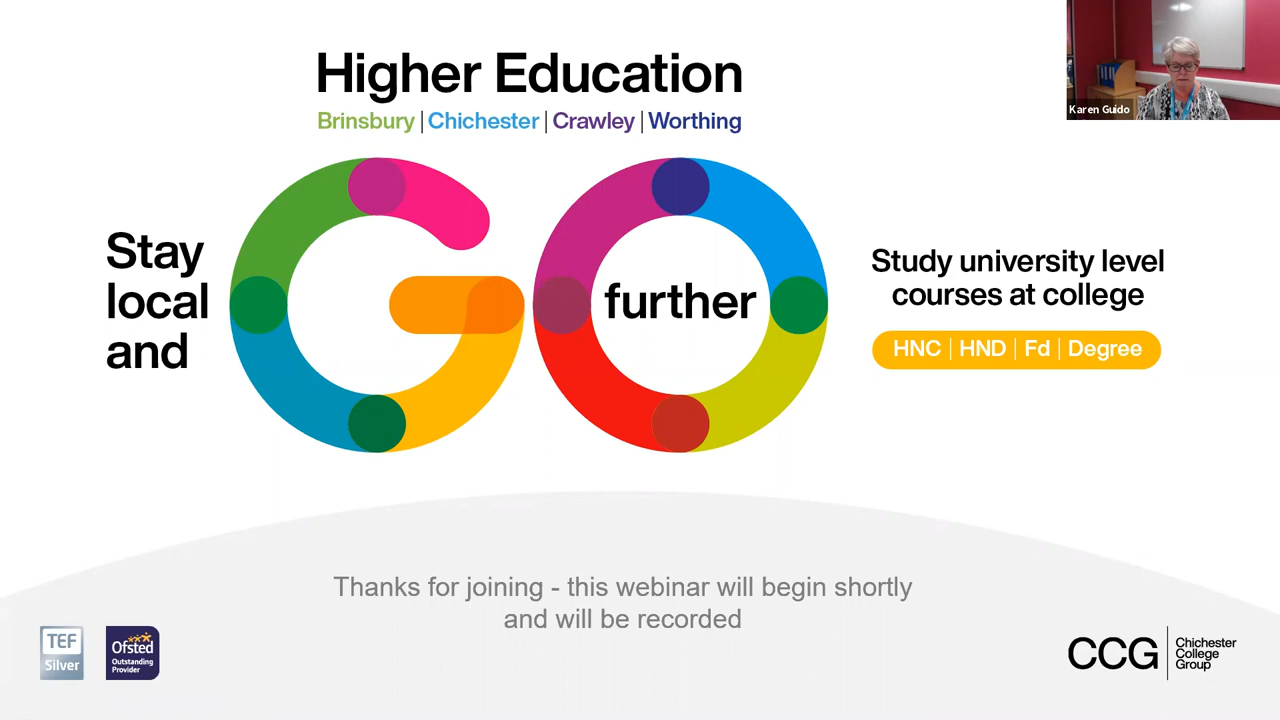 Higher Education
Brinsbury | Chichester | Crawley | Worthing
Karen Guido
Stay
local
and
GO
further
Study university level
courses at college
HNC | HND | Fd | Degree
Thanks for joining - this webinar will begin shortly
and will be recorded
TEF
Silver
Ofsted
Outstanding
Provider
CCG
Chichester
College
Group